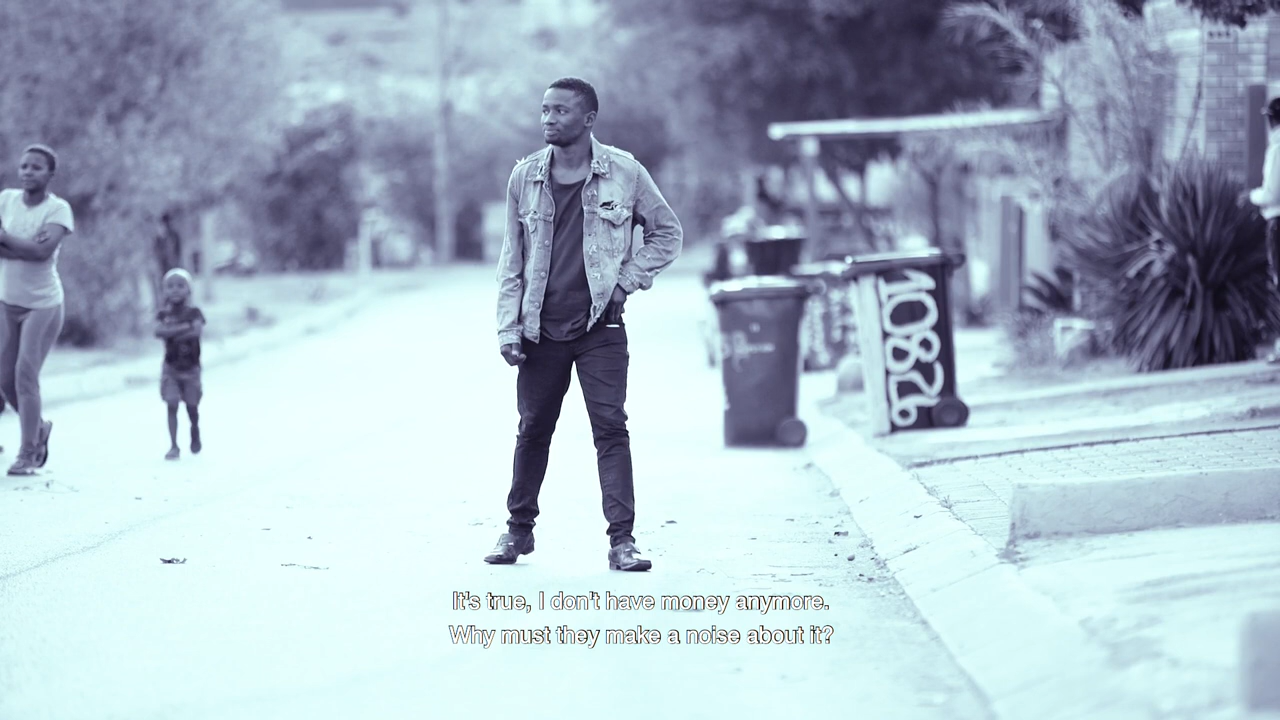 10826
It's true, I don't have money anymore.
Why must they make a noise about it?